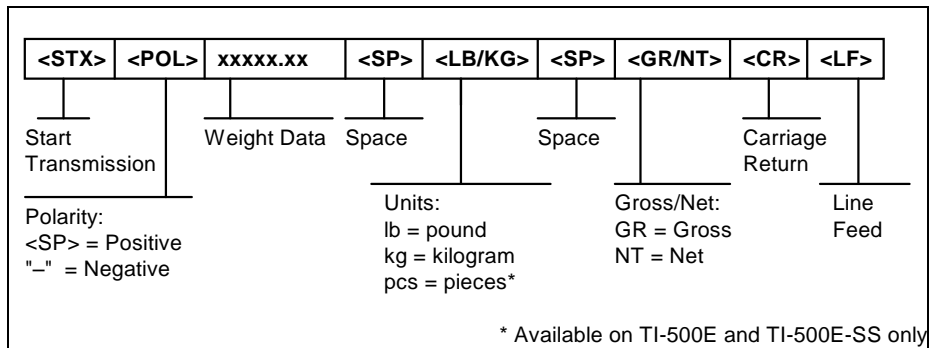 <STX> <POL> xxxxx.xx <SP> <LB/KG> <SP> <GR/NT> <CR> <LF>
Start
Transmission
Weight Data
Space
Space
Carriage
Return
Polarity:
<SP> = Positive
"–" = Negative
Units:
lb = pound
kg = kilogram
pcs = pieces*
Gross/Net:
GR = Gross
NT = Net
Line
Feed
* Available on TI-500E and TI-500E-SS only